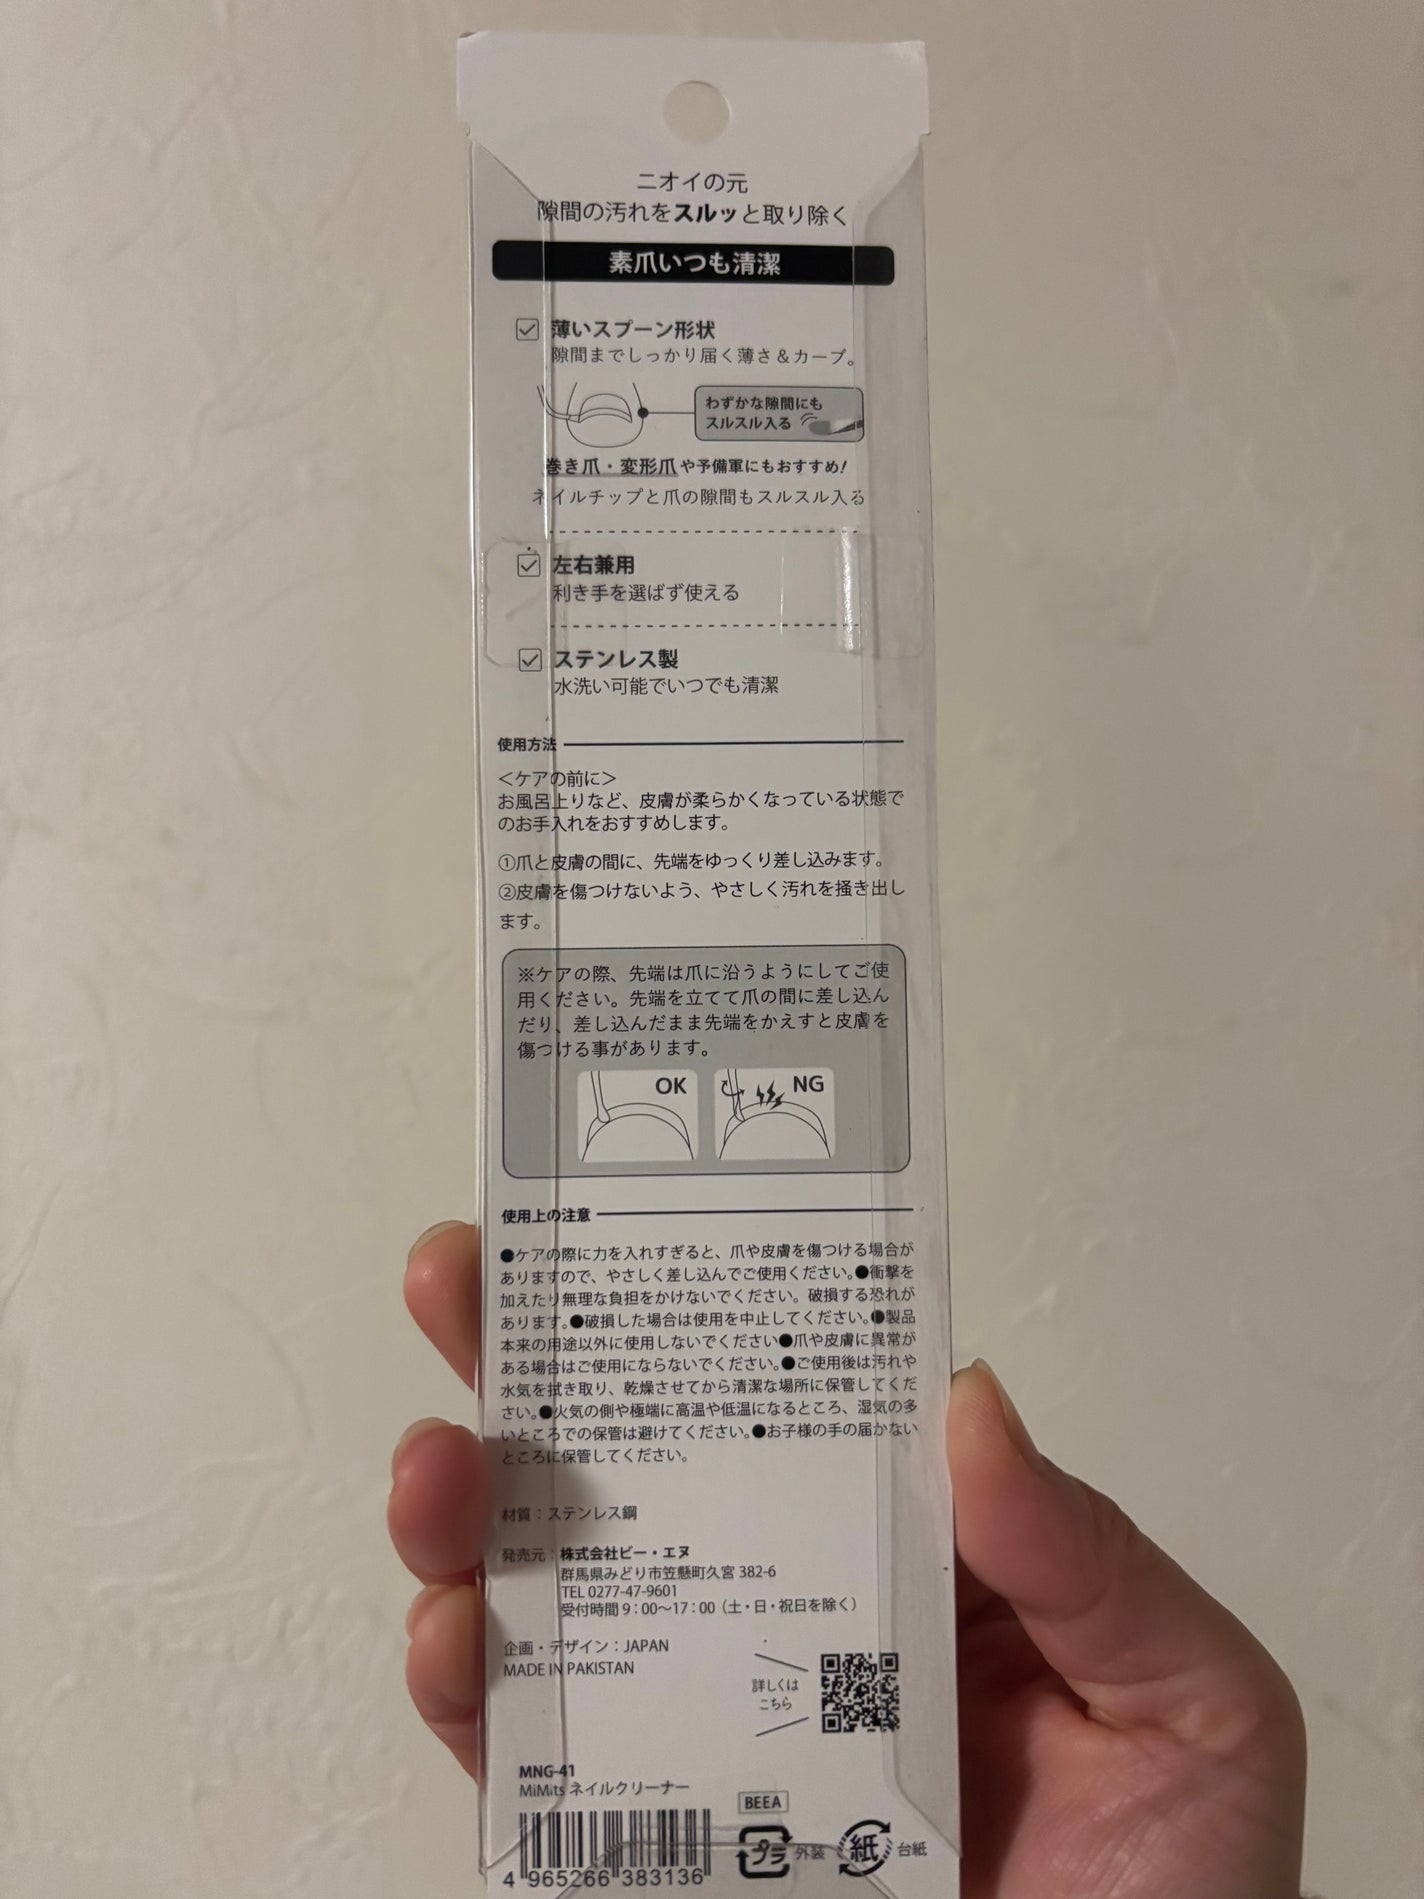 ニオイの元
隙間の汚れをスルッと取り除く
素爪いつも清潔
薄いスプーン形状
隙間までしっかり届く薄さ＆カーブ。
わずかな隙間にも
スルスル入る
巻き爪・変形爪や予備軍にもおすすめ!
ネイルチップと爪の隙間もスルスル入る
左右兼用
利き手を選ばず使える
ステンレス製
水洗い可能でいつでも清潔
使用方法
＜ケアの前に＞
お風呂上りなど、皮膚が柔らかくなっている状態で
のお手入れをおすすめします。
①爪と皮膚の間に、先端をゆっくり差し込みます。
②皮膚を傷つけないよう、やさしく汚れを掻き出し
ます。
※ケアの際、先端は爪に沿うようにしてご使
用ください。先端を立てて爪の間に差し込ん
だり、差し込んだまま先端をかえすと皮膚を
傷つける事があります。
OK
NG
使用上の注意
●ケアの際に力を入れすぎると、爪や皮膚を傷つける場合が
ありますので、やさしく差し込んでご使用ください。●衝撃を
加えたり無理な負担をかけないでください。破損する恐れが
あります。●破損した場合は使用を中止してください。●製品
本来の用途以外に使用しないでください●爪や皮膚に異常が
ある場合はご使用にならないでください。●ご使用後は汚れや
水気を拭き取り、乾燥させてから清潔な場所に保管してくだ
さい。●火気の側や極端に高温や低温になるところ、湿気の多
いところでの保管は避けてください。●お子様の手の届かない
ところに保管してください。
材質：ステンレス鋼
発売元：株式会社ビー・エヌ
群馬県みどり市笠懸町久宮 382-6
TEL 0277-47-9601
受付時間 9：00～17：00（土・日・祝日を除く）
企画・デザイン：JAPAN
MADE IN PAKISTAN
詳しくは
こちら
MNG-41
MiMits ネイルクリーナー
BEEA
プラ 外装
紙 台紙
4 965266 383136